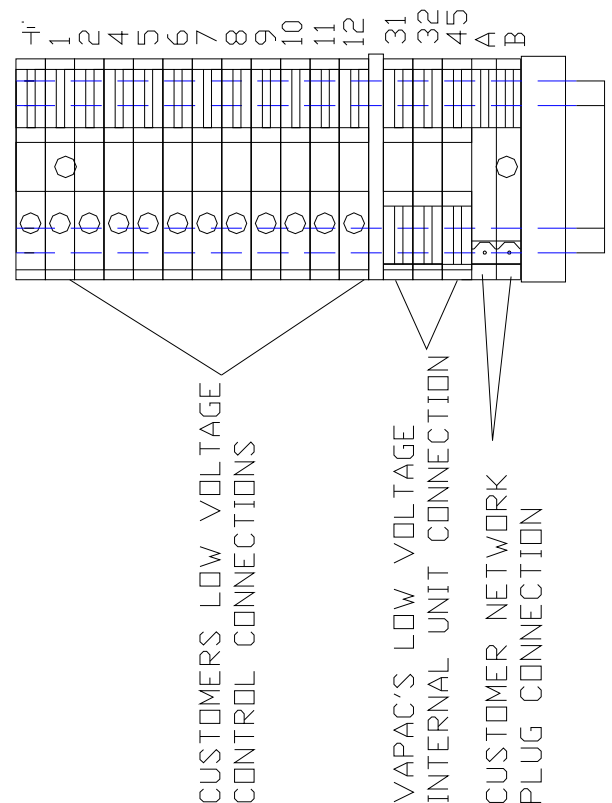 1
2
4
5
6
7
8
9
10
11
12
31
32
45
A
B
CUSTOMERS LOW VOLTAGE
CONTROL CONNECTIONS
VAPAC'S LOW VOLTAGE
INTERNAL UNIT CONNECTION
CUSTOMER NETWORK
PLUG CONNECTION